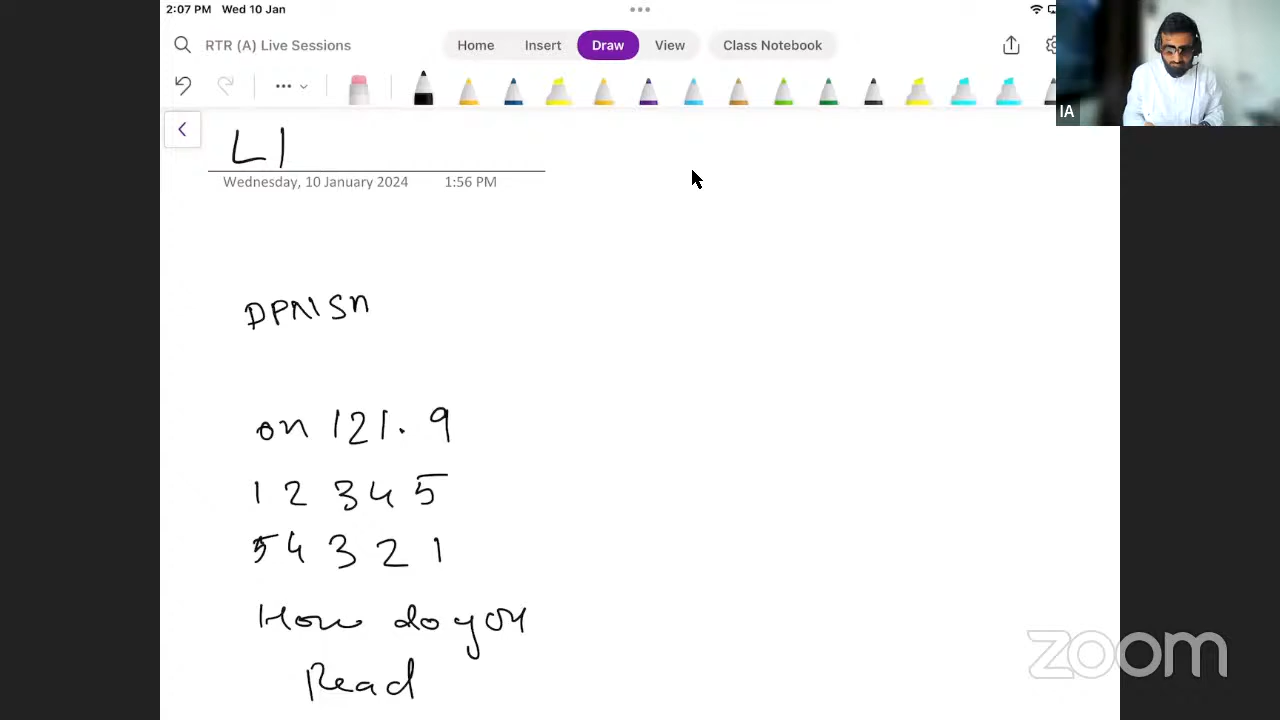 2:07 PM Wed 10 Jan
RTR (A) Live Sessions Home Insert Draw View Class Notebook
IA
L1
Wednesday, 10 January 2024 1:56 PM
on 121.9
1 2 3 4 5
5 4 3 2 1
How do you
Read
zoom